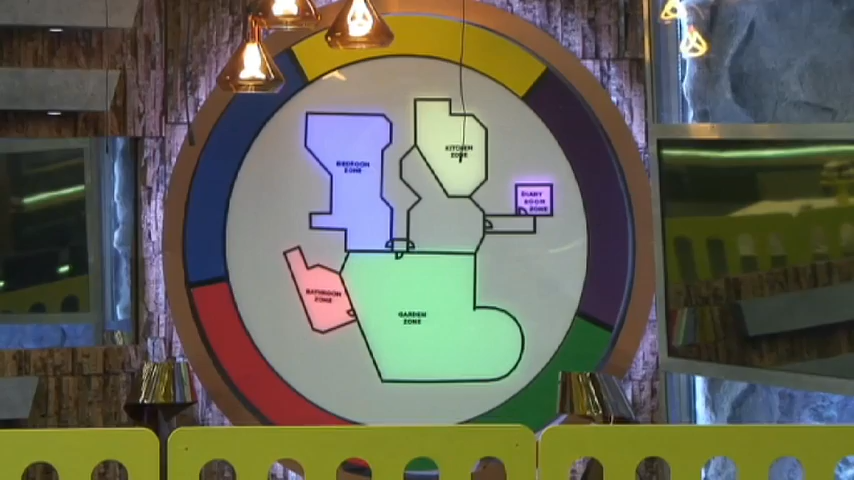 KITCHEN
ZONE
BEDROOM
ZONE
DIARY
ROOM
ZONE
BATHROOM
ZONE
GARDEN
ZONE